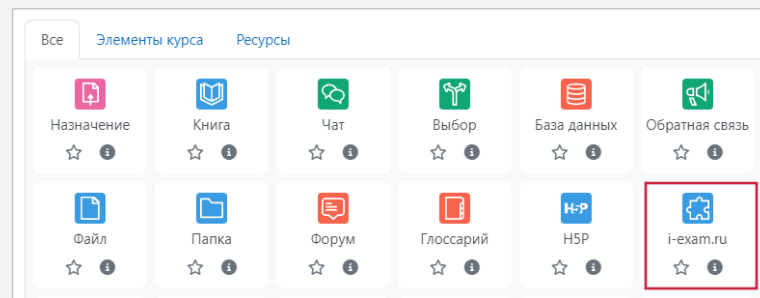 Все Элементы курса Ресурсы
Назначение Книга Чат Выбор База данных Обратная связь
Файл Папка Форум Глоссарий H5P i-exam.ru